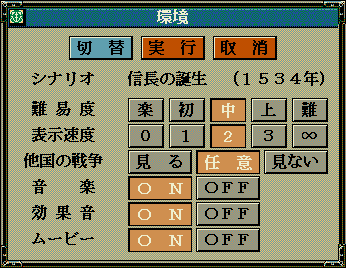 環境
切替 実行 取消
シナリオ 信長の誕生 （１５３４年）
難易度 楽 初 中 上 難
表示速度 ０ １ ２ ３ ∞
他国の戦争 見る 任意 見ない
音楽 ＯＮ ＯＦＦ
効果音 ＯＮ ＯＦＦ
ムービー ＯＮ ＯＦＦ